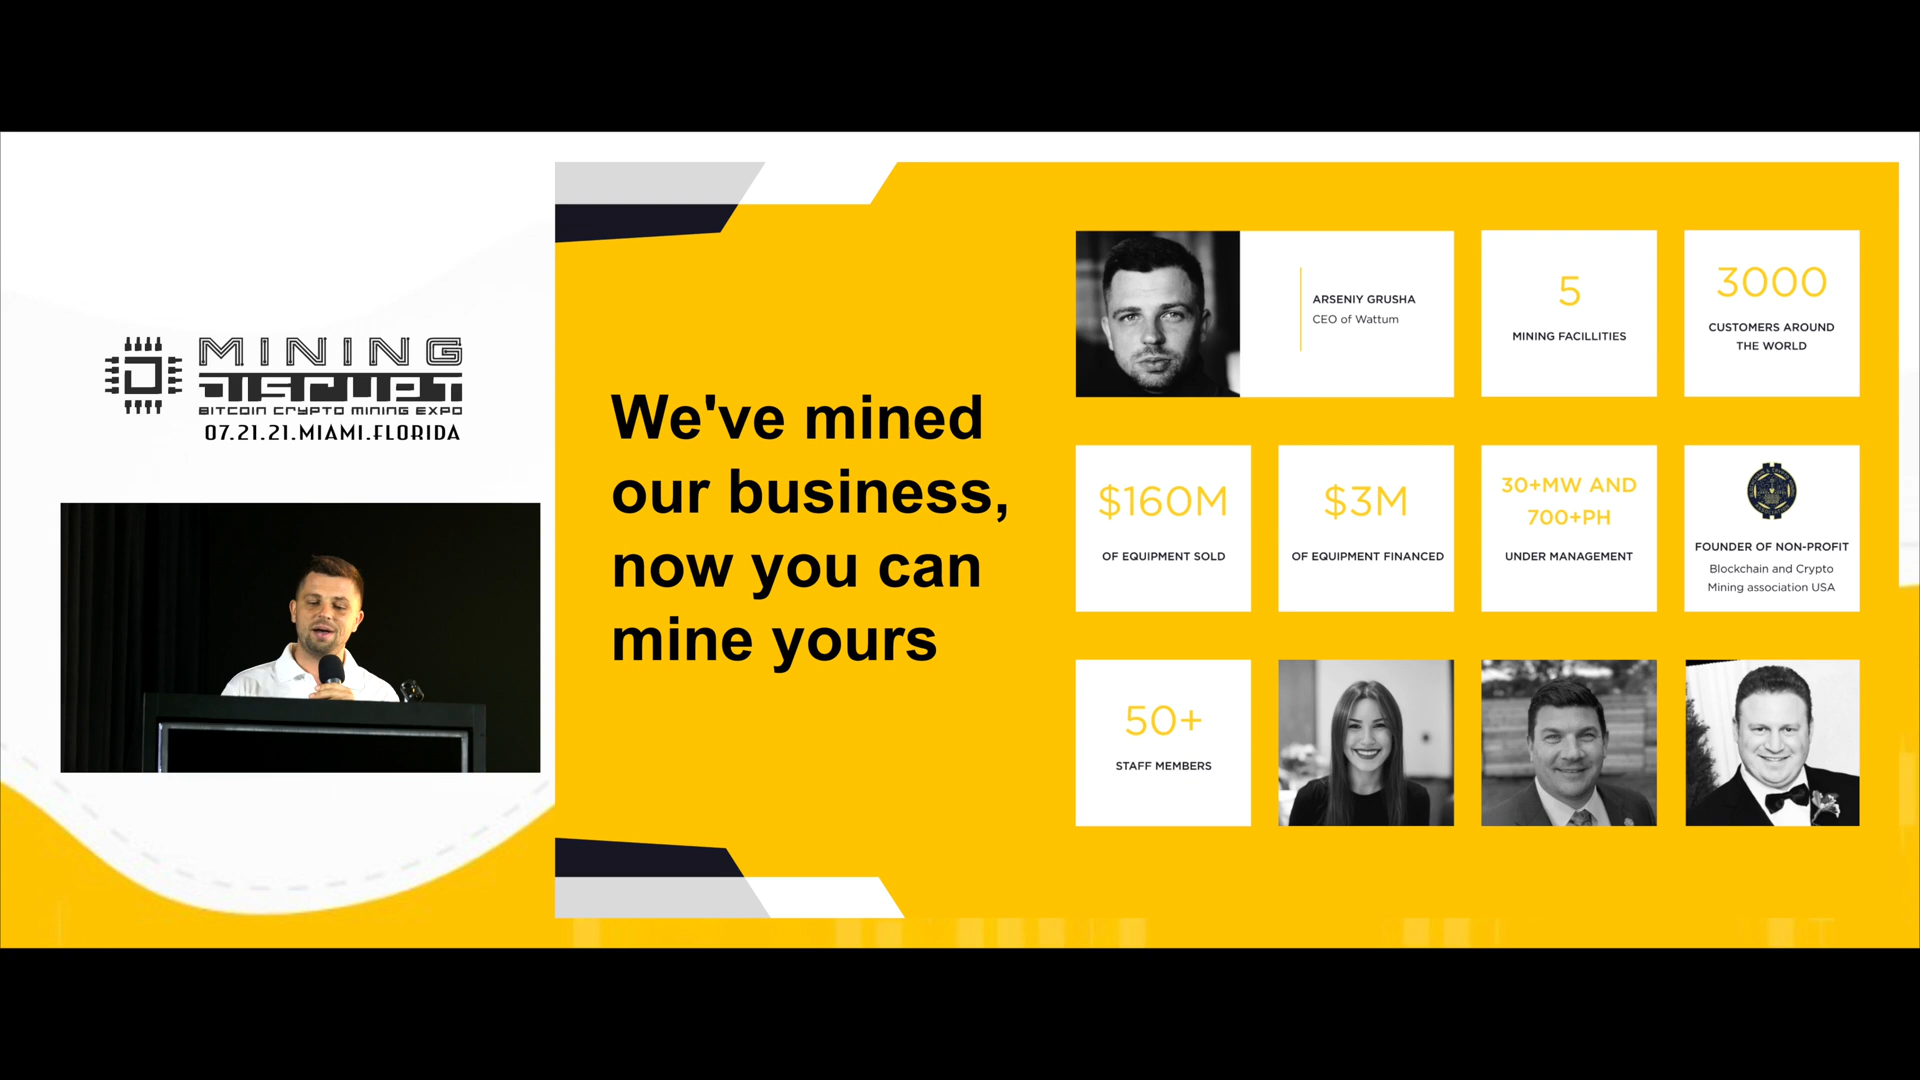 MINING
DISRUPT
BITCOIN CRYPTO MINING EXPO
07.21.21.MIAMI.FLORIDA
We've mined
our business,
now you can
mine yours
ARSENIY GRUSHA
CEO of Wattum
5
MINING FACILLITIES
3000
CUSTOMERS AROUND
THE WORLD
$160M
OF EQUIPMENT SOLD
$3M
OF EQUIPMENT FINANCED
30+MW AND
700+PH
UNDER MANAGEMENT
FOUNDER OF NON-PROFIT
Blockchain and Crypto
Mining association USA
50+
STAFF MEMBERS